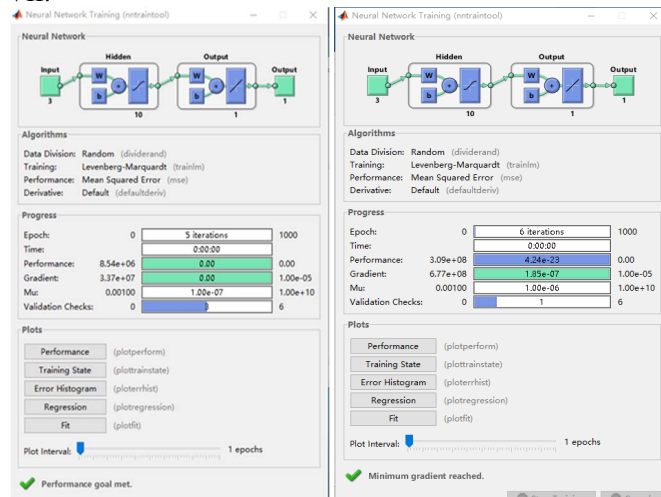 Neural Network Training (nntraintool)
Neural Network
Hidden
Output
Input
Output
W
W
b
b
3
10
1
1
Algorithms
Data Division: Random (dividerand)
Training: Levenberg-Marquardt (trainlm)
Performance: Mean Squared Error (mse)
Derivative: Default (defaultderiv)
Progress
Epoch: 0 5 iterations 1000
Time: 0:00:00
Performance: 8.54e+06 0.00 0.00
Gradient: 3.37e+07 0.00 1.00e-05
Mu: 0.00100 1.00e-07 1.00e+10
Validation Checks: 0 3 6
Plots
Performance (plotperform)
Training State (plottrainstate)
Error Histogram (ploterrhist)
Regression (plotregression)
Fit (plotfit)
Plot Interval: 1 epochs
Performance goal met.
Neural Network Training (nntraintool)
Neural Network
Hidden
Output
Input
Output
W
W
b
b
3
10
1
1
Algorithms
Data Division: Random (dividerand)
Training: Levenberg-Marquardt (trainlm)
Performance: Mean Squared Error (mse)
Derivative: Default (defaultderiv)
Progress
Epoch: 0 6 iterations 1000
Time: 0:00:00
Performance: 3.09e+08 4.24e-23 0.00
Gradient: 6.77e+08 1.85e-07 1.00e-05
Mu: 0.00100 1.00e-06 1.00e+10
Validation Checks: 0 1 6
Plots
Performance (plotperform)
Training State (plottrainstate)
Error Histogram (ploterrhist)
Regression (plotregression)
Fit (plotfit)
Plot Interval: 1 epochs
Minimum gradient reached.